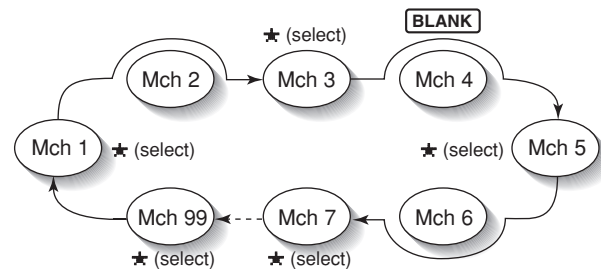 BLANK
★ (select)
Mch 2
Mch 3
Mch 4
Mch 1
★ (select)
★ (select)
Mch 5
Mch 99
Mch 7
Mch 6
★ (select)
★ (select)